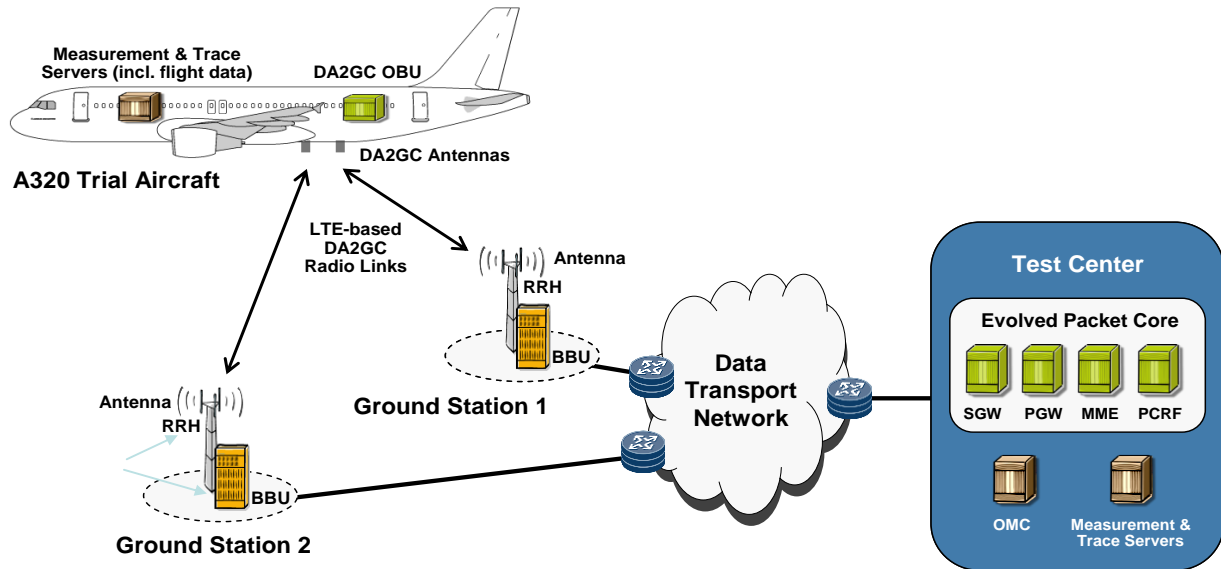 Measurement & Trace
Servers (incl. flight data)
DA2GC OBU
DA2GC Antennas
A320 Trial Aircraft
LTE-based
DA2GC
Radio Links
Antenna
RRH
BBU
Ground Station 1
Antenna
RRH
BBU
Ground Station 2
Data
Transport
Network
Test Center
Evolved Packet Core
SGW
PGW
MME
PCRF
OMC
Measurement &
Trace Servers